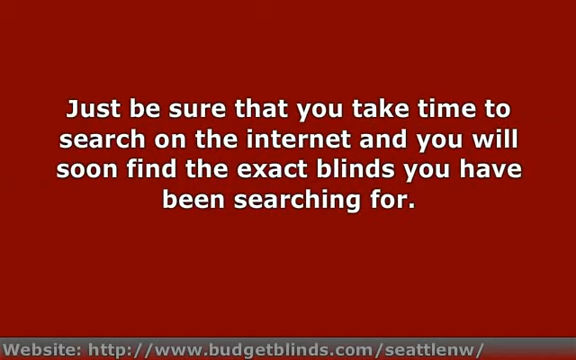 Just be sure that you take time to
search on the internet and you will
soon find the exact blinds you have
been searching for.
Website: http://www.budgetblinds.com/seattlenw/